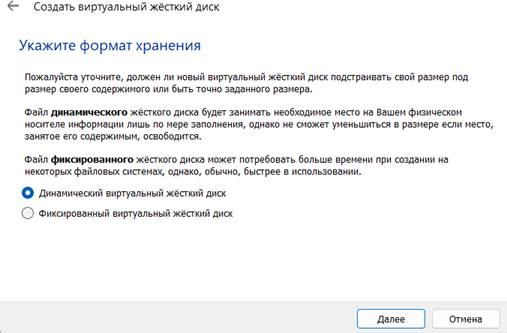 Создать виртуальный жёсткий диск
Укажите формат хранения
Пожалуйста уточните, должен ли новый виртуальный жёсткий диск подстраивать свой размер под
размер своего содержимого или быть точно заданного размера.
Файл динамического жёсткого диска будет занимать необходимое место на Вашем физическом
носителе информации лишь по мере заполнения, однако не сможет уменьшиться в размере если место,
занятое его содержимым, освободится.
Файл фиксированного жёсткого диска может потребовать больше времени при создании на
некоторых файловых системах, однако, обычно, быстрее в использовании.
Динамический виртуальный жёсткий диск
Фиксированный виртуальный жёсткий диск
Далее
Отмена